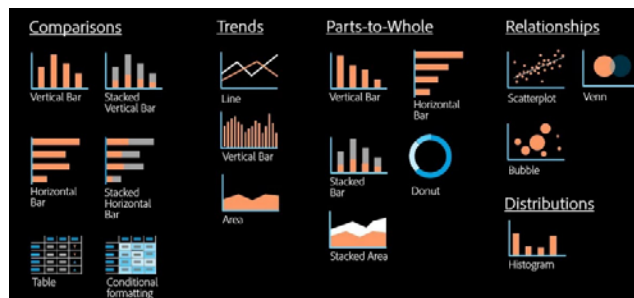 Comparisons
Vertical Bar
Stacked
Vertical Bar
Horizontal
Bar
Stacked
Horizontal
Bar
Table
Conditional
formatting
Trends
Line
Vertical Bar
Area
Parts-to-Whole
Vertical Bar
Horizontal
Bar
Stacked
Bar
Donut
Stacked Area
Relationships
Scatterplot
Venn
Bubble
Distributions
Histogram